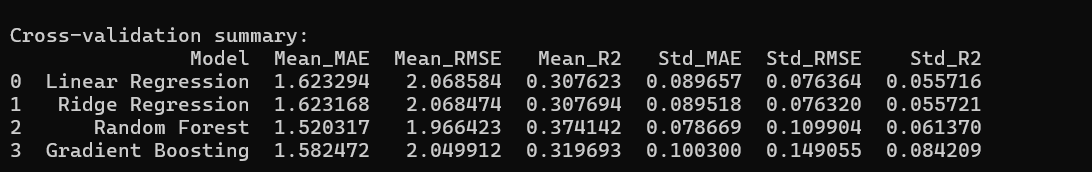 Cross-validation summary:
Model Mean_MAE Mean_RMSE Mean_R2 Std_MAE Std_RMSE Std_R2
0 Linear Regression 1.623294 2.068584 0.307623 0.089657 0.076364 0.055716
1 Ridge Regression 1.623168 2.068474 0.307694 0.089518 0.076320 0.055721
2 Random Forest 1.520317 1.966423 0.374142 0.078669 0.109904 0.061370
3 Gradient Boosting 1.582472 2.049912 0.319693 0.100300 0.149055 0.084209